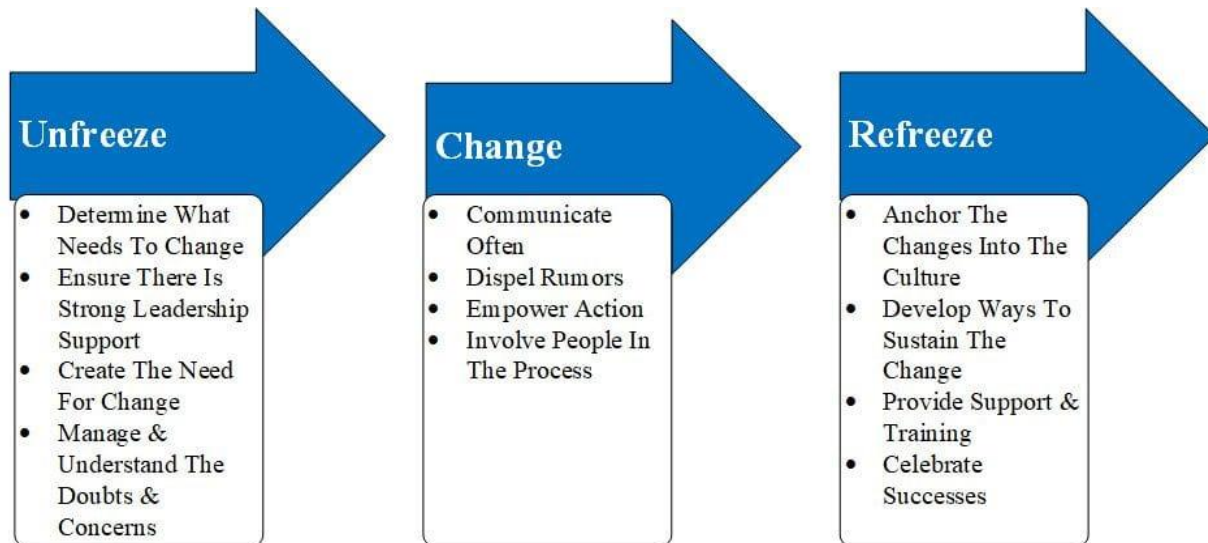 Unfreeze
• Determine What
Needs To Change
• Ensure There Is
Strong Leadership
Support
• Create The Need
For Change
• Manage &
Understand The
Doubts &
Concerns
Change
• Communicate
Often
• Dispel Rumors
• Empower Action
• Involve People In
The Process
Refreeze
• Anchor The
Changes Into The
Culture
• Develop Ways To
Sustain The
Change
• Provide Support &
Training
• Celebrate
Successes